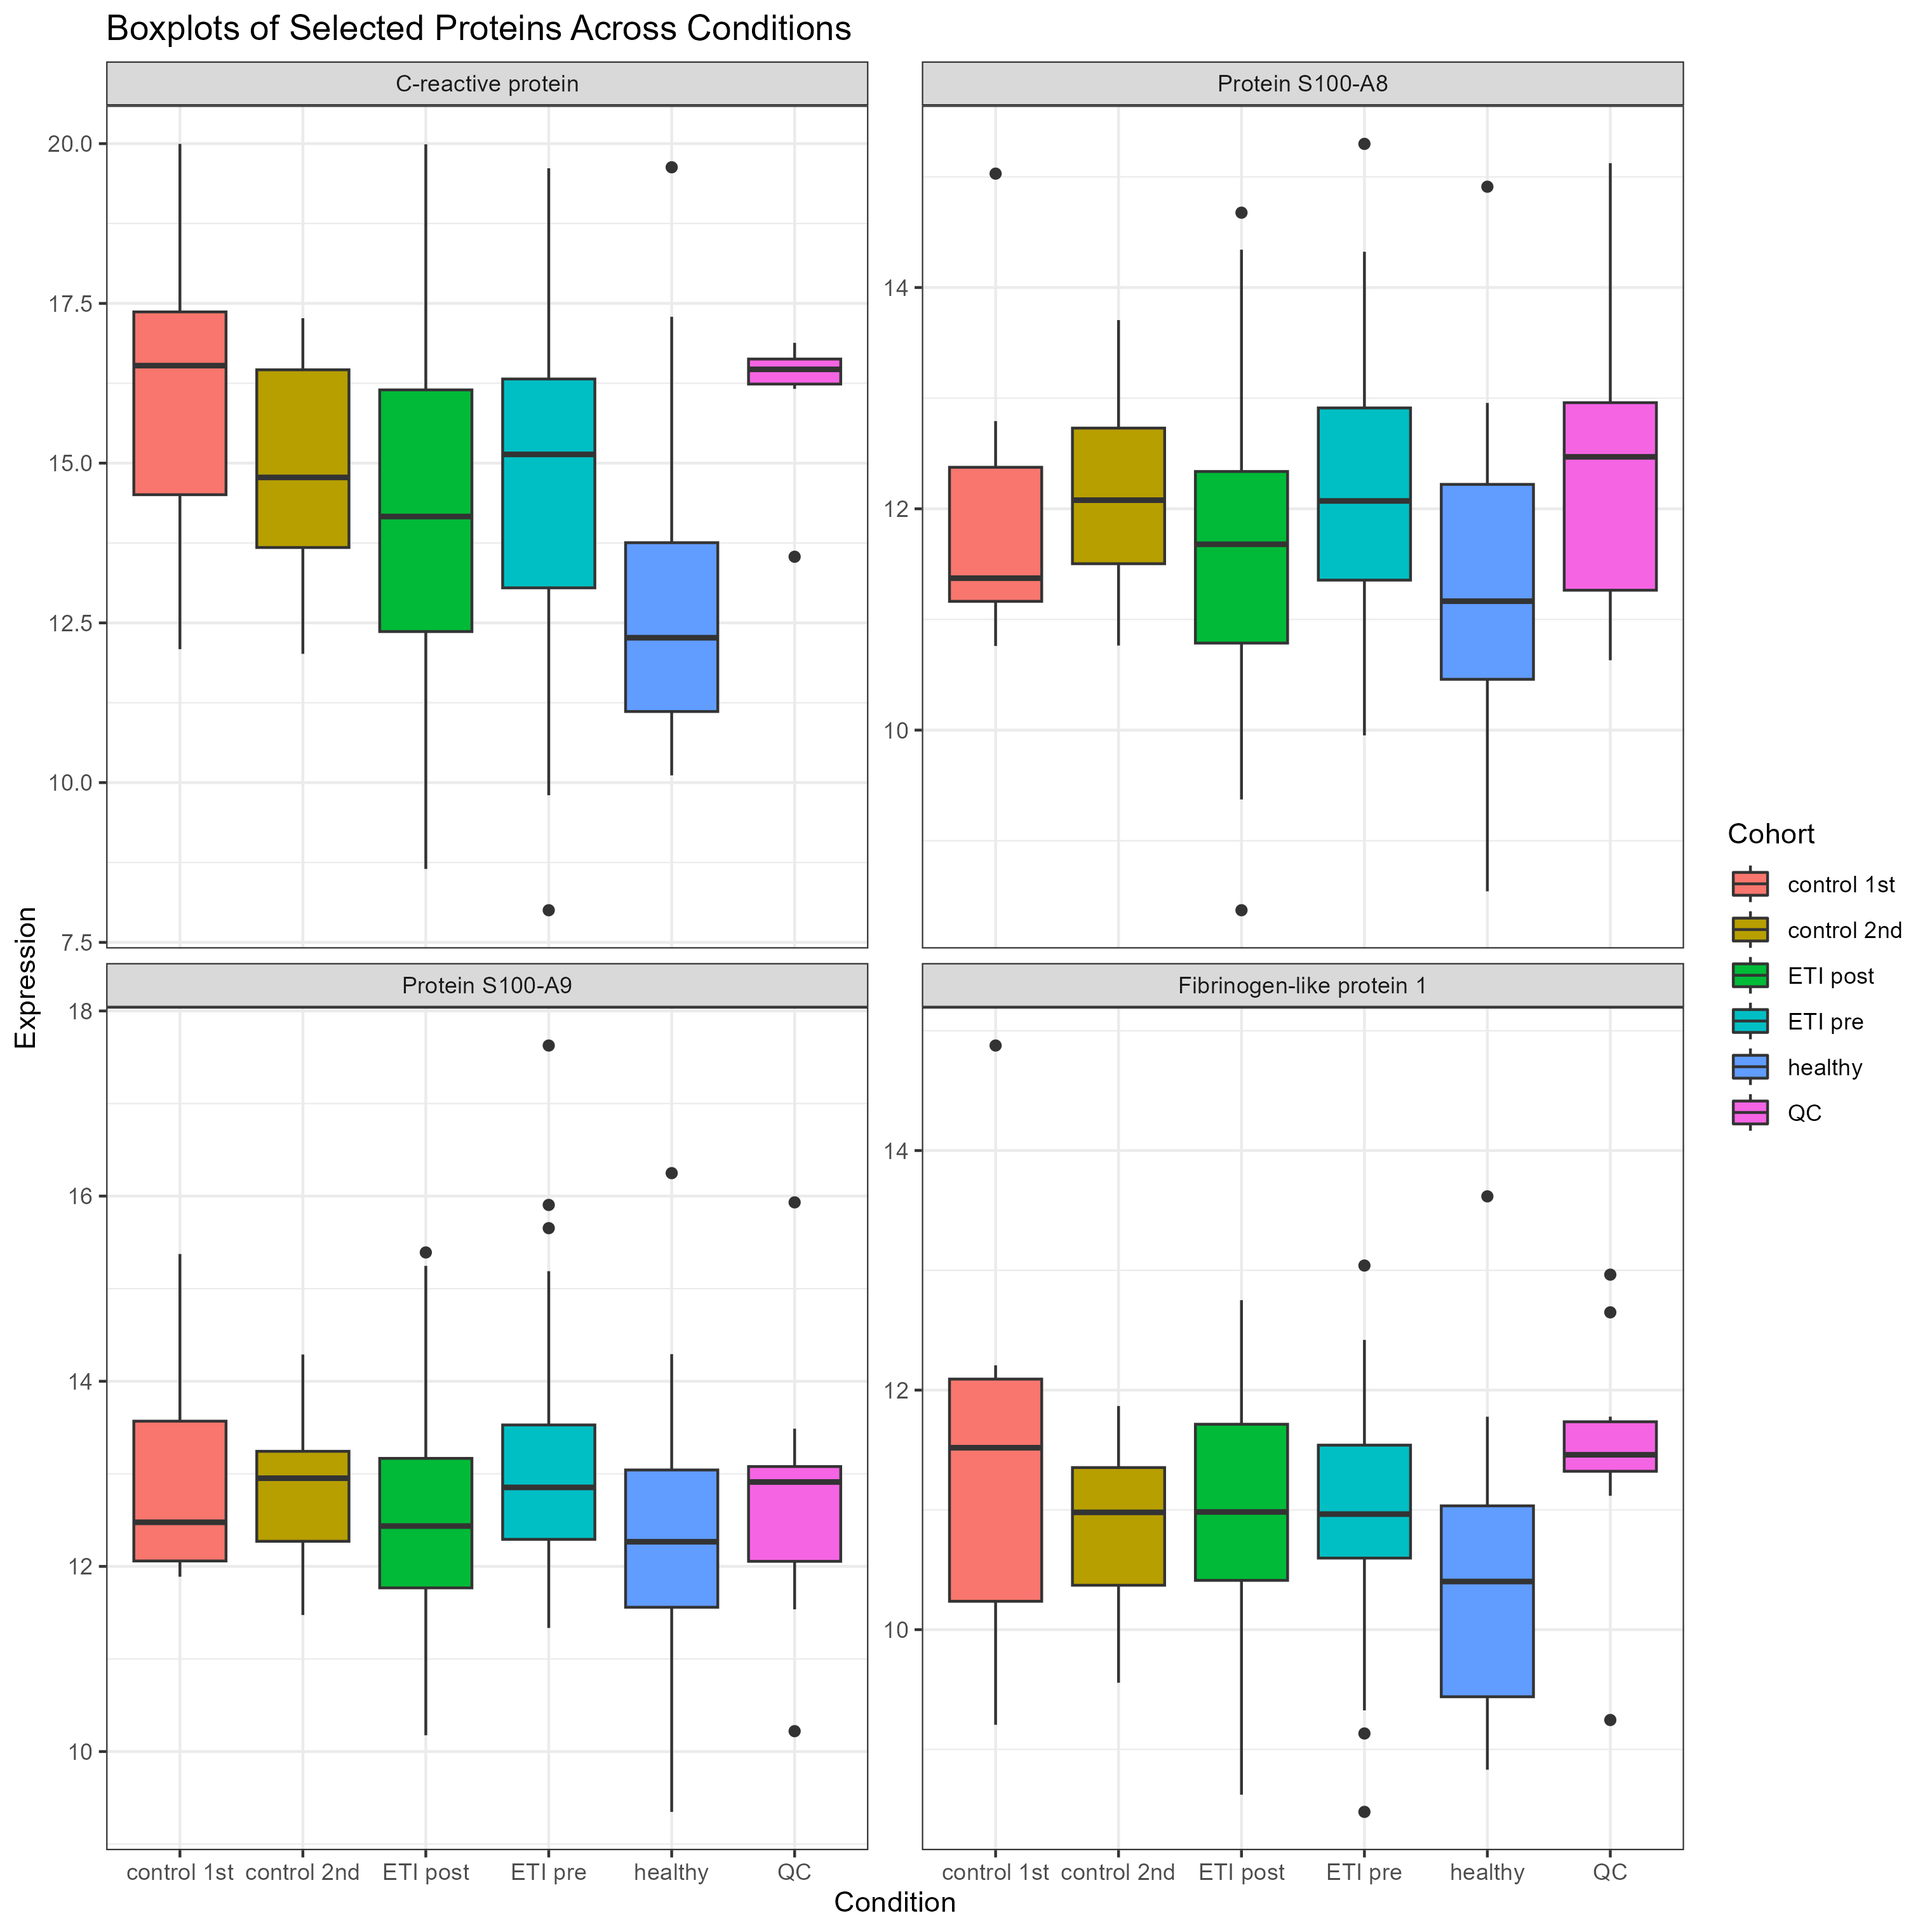 Boxplots of Selected Proteins Across Conditions
C-reactive protein
20.0
17.5
15.0
12.5
10.0
7.5
Protein S100-A8
14
12
10
Protein S100-A9
18
16
14
12
10
Fibrinogen-like protein 1
14
12
10
Expression
control 1st control 2nd ETI post ETI pre healthy QC
control 1st control 2nd ETI post ETI pre healthy QC
Condition
Cohort
control 1st
control 2nd
ETI post
ETI pre
healthy
QC